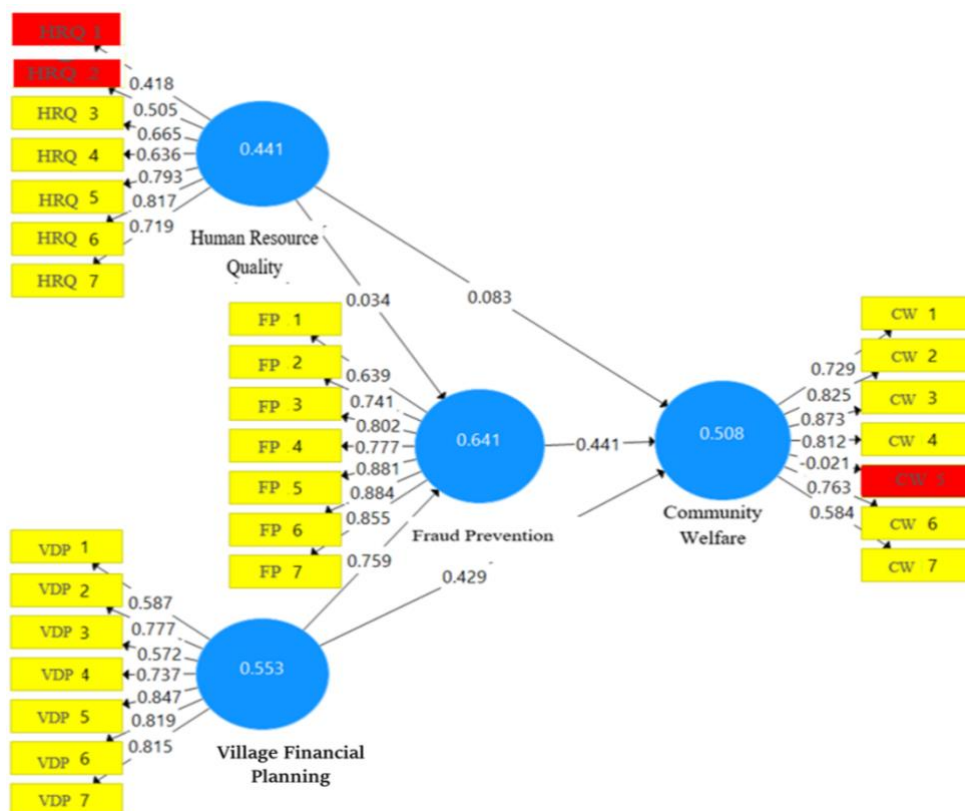 HRQ 1
0.418
HRQ 2
0.505
HRQ 3
0.665
HRQ 4
0.636
0.793
HRQ 5
0.817
HRQ 6
0.719
HRQ 7
0.441
Human Resource
Quality
0.034
0.083
FP .1
FP .2
0.639
FP .3
0.741
0.802
FP .4
0.777
FP .5
0.881
0.884
FP .6
0.855
FP .7
0.641
Fraud Prevention
0.441
0.508
Community
Welfare
CW 1
0.729
CW 2
0.825
CW 3
0.873
0.812
CW 4
-0.021
CW
0.763
CW 6
0.584
CW 7
0.759
0.429
VDP 1
0.587
VDP 2
0.777
VDP 3
0.572
VDP 4
0.737
0.847
VDP 5
0.819
VDP 6
0.815
VDP 7
0.553
Village Financial
Planning